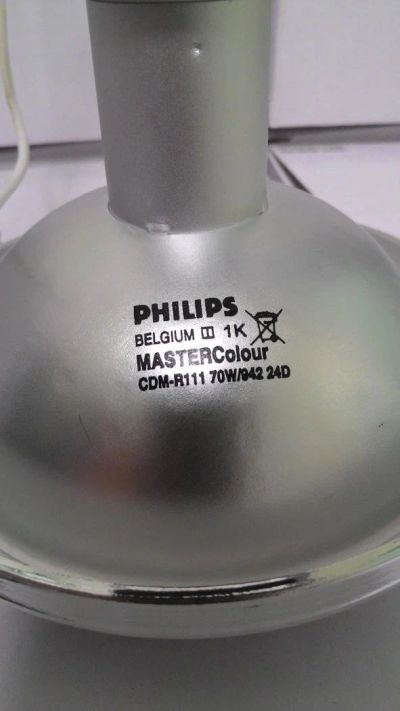 PHILIPS
BELGIUM 1K
MASTERColour
CDM-R111 70W/942 24D